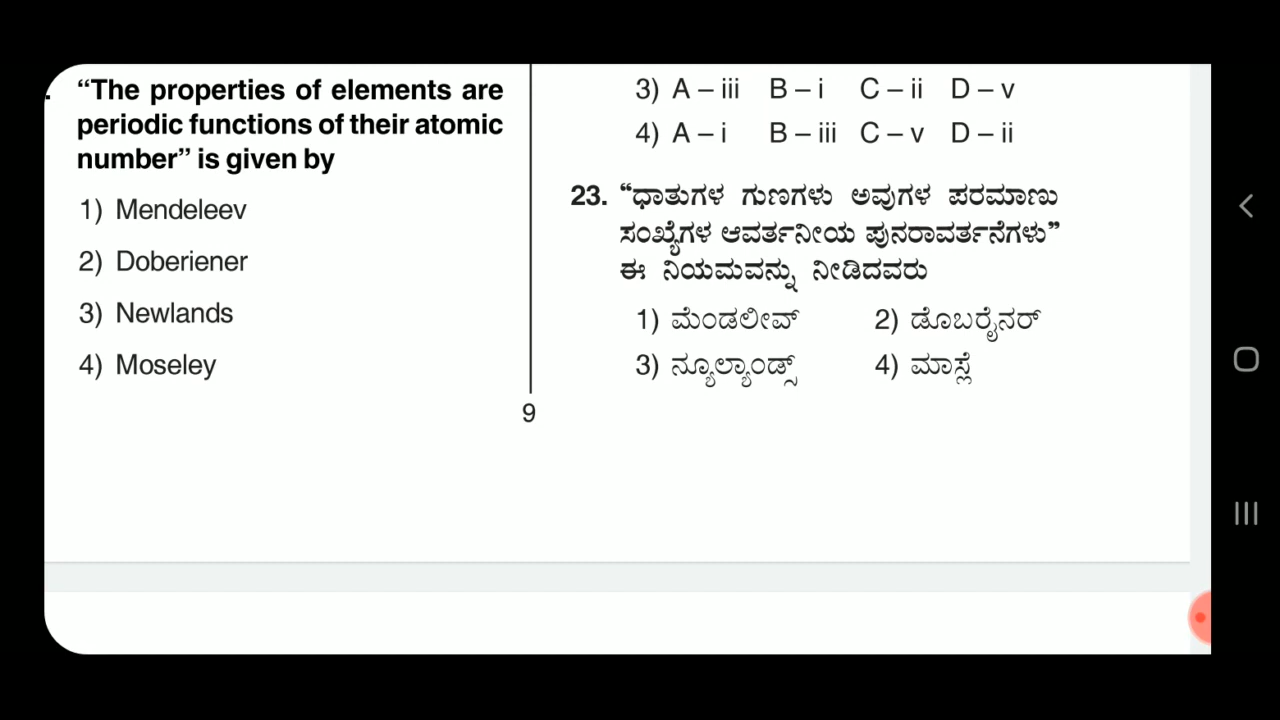 “The properties of elements are
periodic functions of their atomic
number” is given by
1) Mendeleev
2) Doberiener
3) Newlands
4) Moseley
9
3) A – iii B – i C – ii D – v
4) A – i B – iii C – v D – ii
23. “ಧಾತುಗಳ ಗುಣಗಳು ಅವುಗಳ ಪರಮಾಣು
ಸಂಖ್ಯೆಗಳ ಆವರ್ತನೀಯ ಪುನರಾವರ್ತನೆಗಳು”
ಈ ನಿಯಮವನ್ನು ನೀಡಿದವರು
1) ಮೆಂಡಲೀವ್ 2) ಡೊಬರೈನರ್
3) ನ್ಯೂಲ್ಯಾಂಡ್ಸ್ 4) ಮಾಸ್ಲೆ